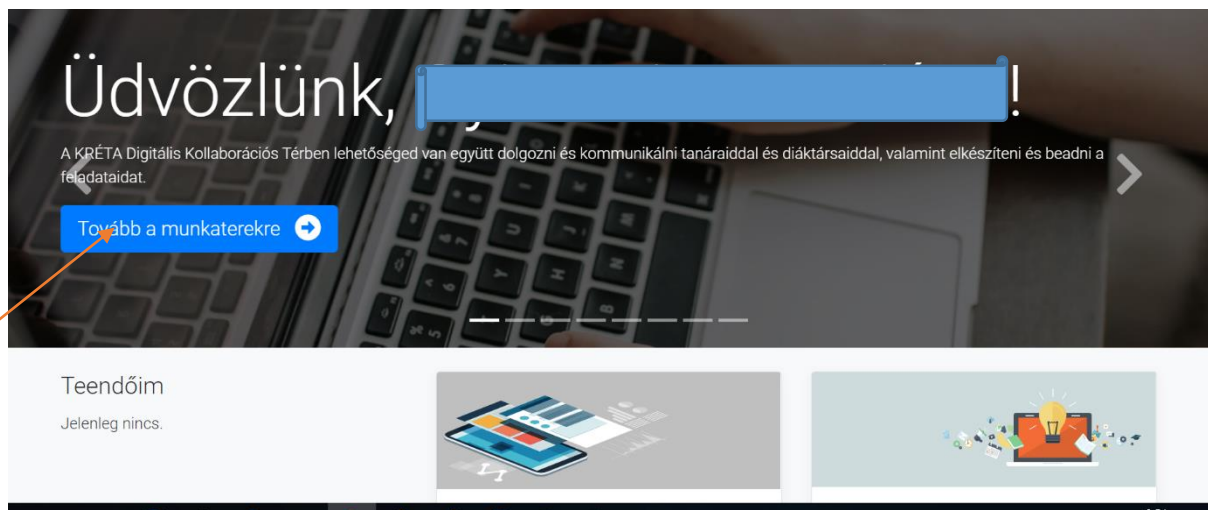 Üdvözlünk, !
A KRÉTA Digitális Kollaborációs Térben lehetőséged van együtt dolgozni és kommunikálni tanáraiddal és diáktársaiddal, valamint elkészíteni és beadni a
feladataidat.
Tovább a munkaterekre
Teendőim
Jelenleg nincs.